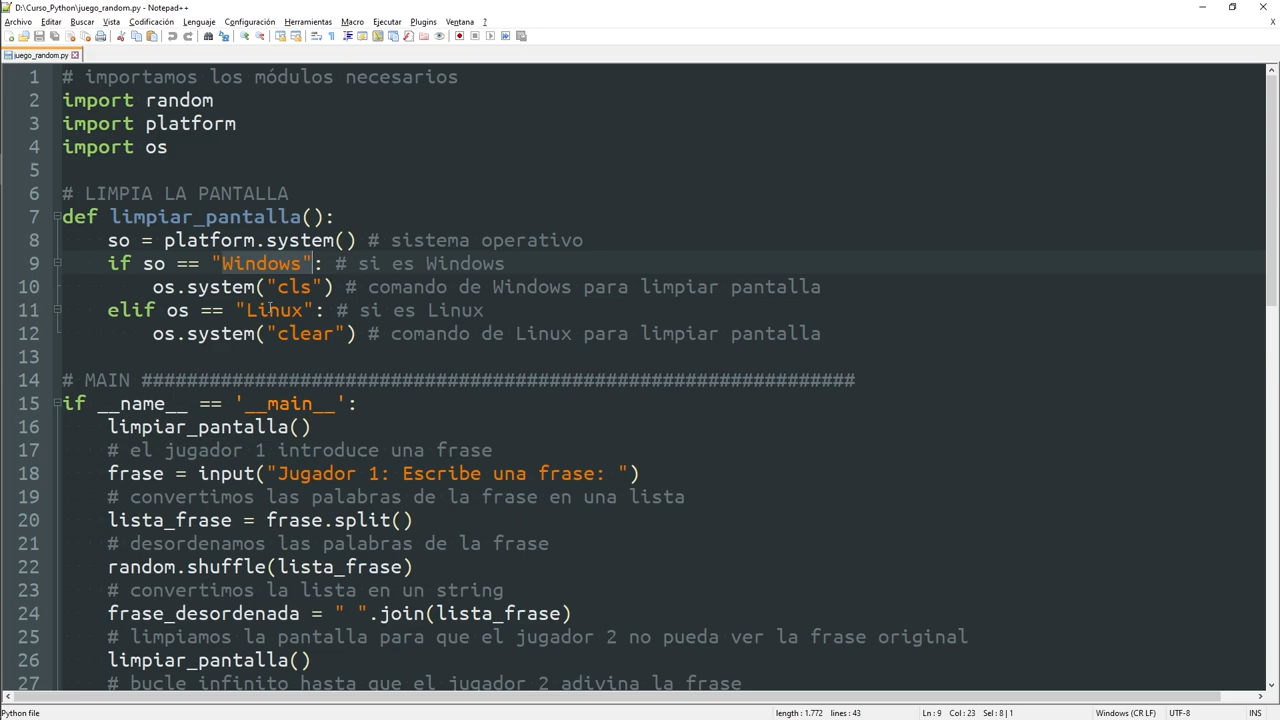 D:\Curso_Python\juego_random.py - Notepad++
Archivo Editar Buscar Vista Codificación Lenguaje Configuración Herramientas Macro Ejecutar Plugins Ventana ? X
juego_random.py
1 # importamos los módulos necesarios
2 import random
3 import platform
4 import os
5
6 # LIMPIA LA PANTALLA
7 def limpiar_pantalla():
8 so = platform.system() # sistema operativo
9 if so == "Windows": # si es Windows
10 os.system("cls") # comando de Windows para limpiar pantalla
11 elif os == "Linux": # si es Linux
12 os.system("clear") # comando de Linux para limpiar pantalla
13
14 # MAIN ###############################################################
15 if __name__ == '__main__':
16 limpiar_pantalla()
17 # el jugador 1 introduce una frase
18 frase = input("Jugador 1: Escribe una frase: ")
19 # convertimos las palabras de la frase en una lista
20 lista_frase = frase.split()
21 # desordenamos las palabras de la frase
22 random.shuffle(lista_frase)
23 # convertimos la lista en un string
24 frase_desordenada = " ".join(lista_frase)
25 # limpiamos la pantalla para que el jugador 2 no pueda ver la frase original
26 limpiar_pantalla()
27 # bucle infinito hasta que el jugador 2 adivina la frase
Python file length : 1.772 lines : 43 Ln : 9 Col : 23 Sel : 8 | 1 Windows (CR LF) UTF-8 INS